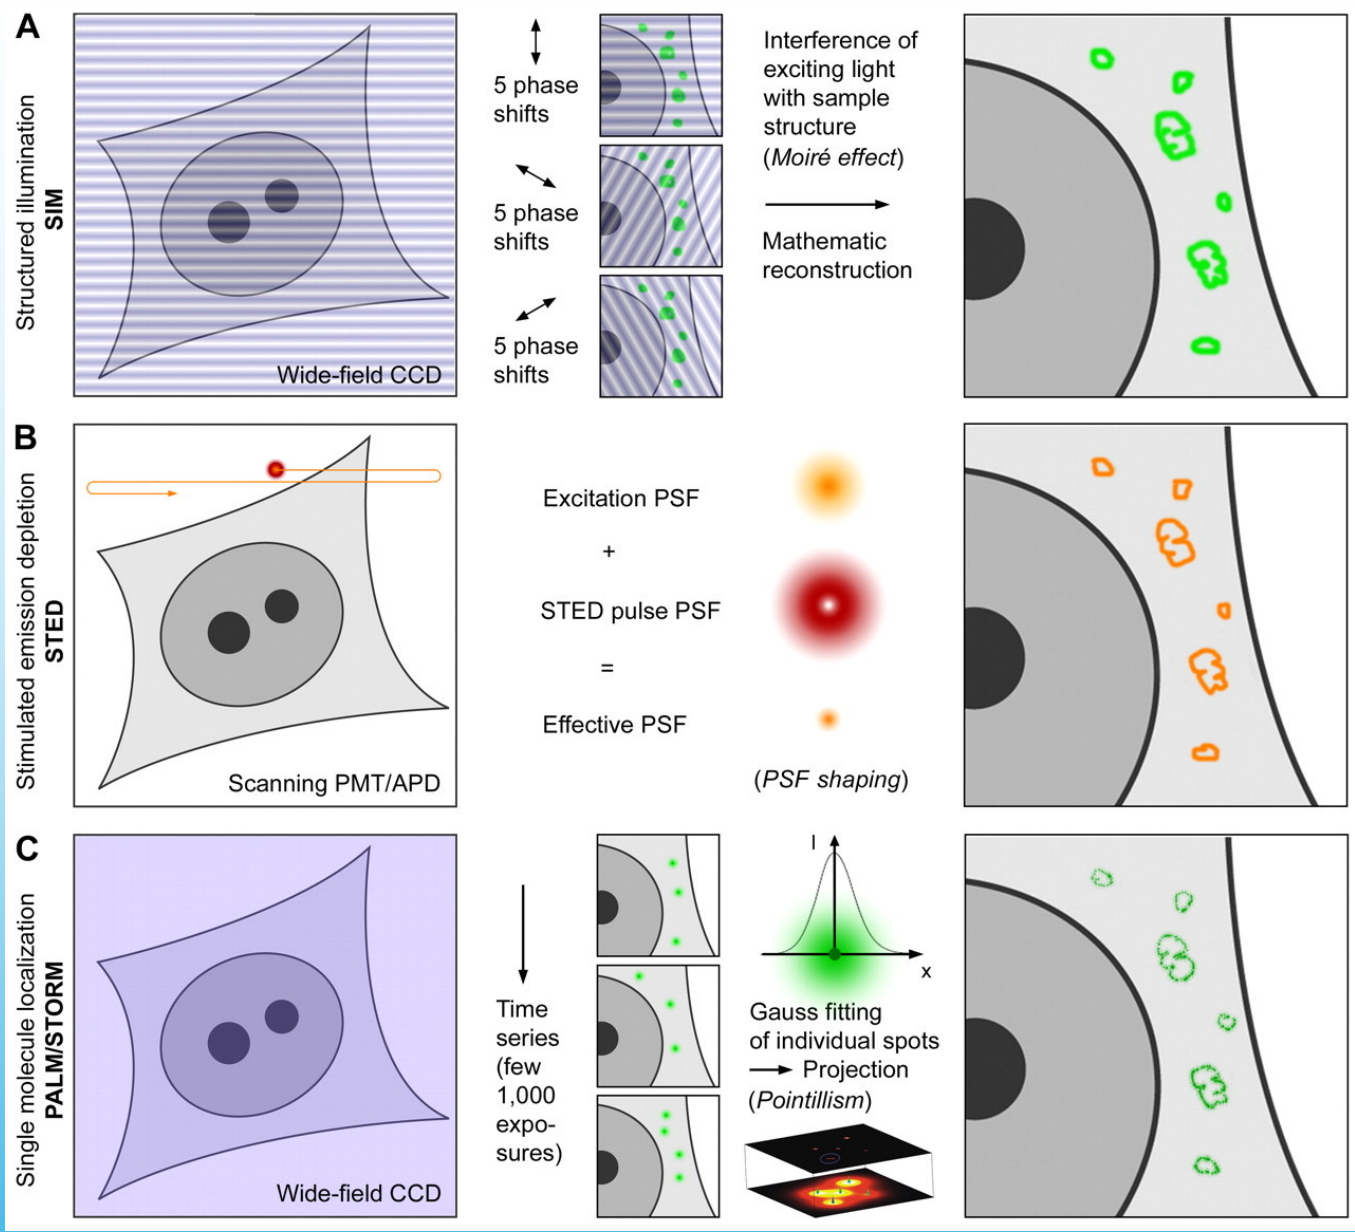 A
Structured illumination
SIM
Wide-field CCD
5 phase
shifts
5 phase
shifts
5 phase
shifts
Interference of
exciting light
with sample
structure
(Moiré effect)
Mathematic
reconstruction
B
Stimulated emission depletion
STED
Scanning PMT/APD
Excitation PSF
+
STED pulse PSF
=
Effective PSF
(PSF shaping)
C
Single molecule localization
PALM/STORM
Wide-field CCD
Time
series
(few
1,000
expo-
sures)
I
x
Gauss fitting
of individual spots
Projection
(Pointillism)